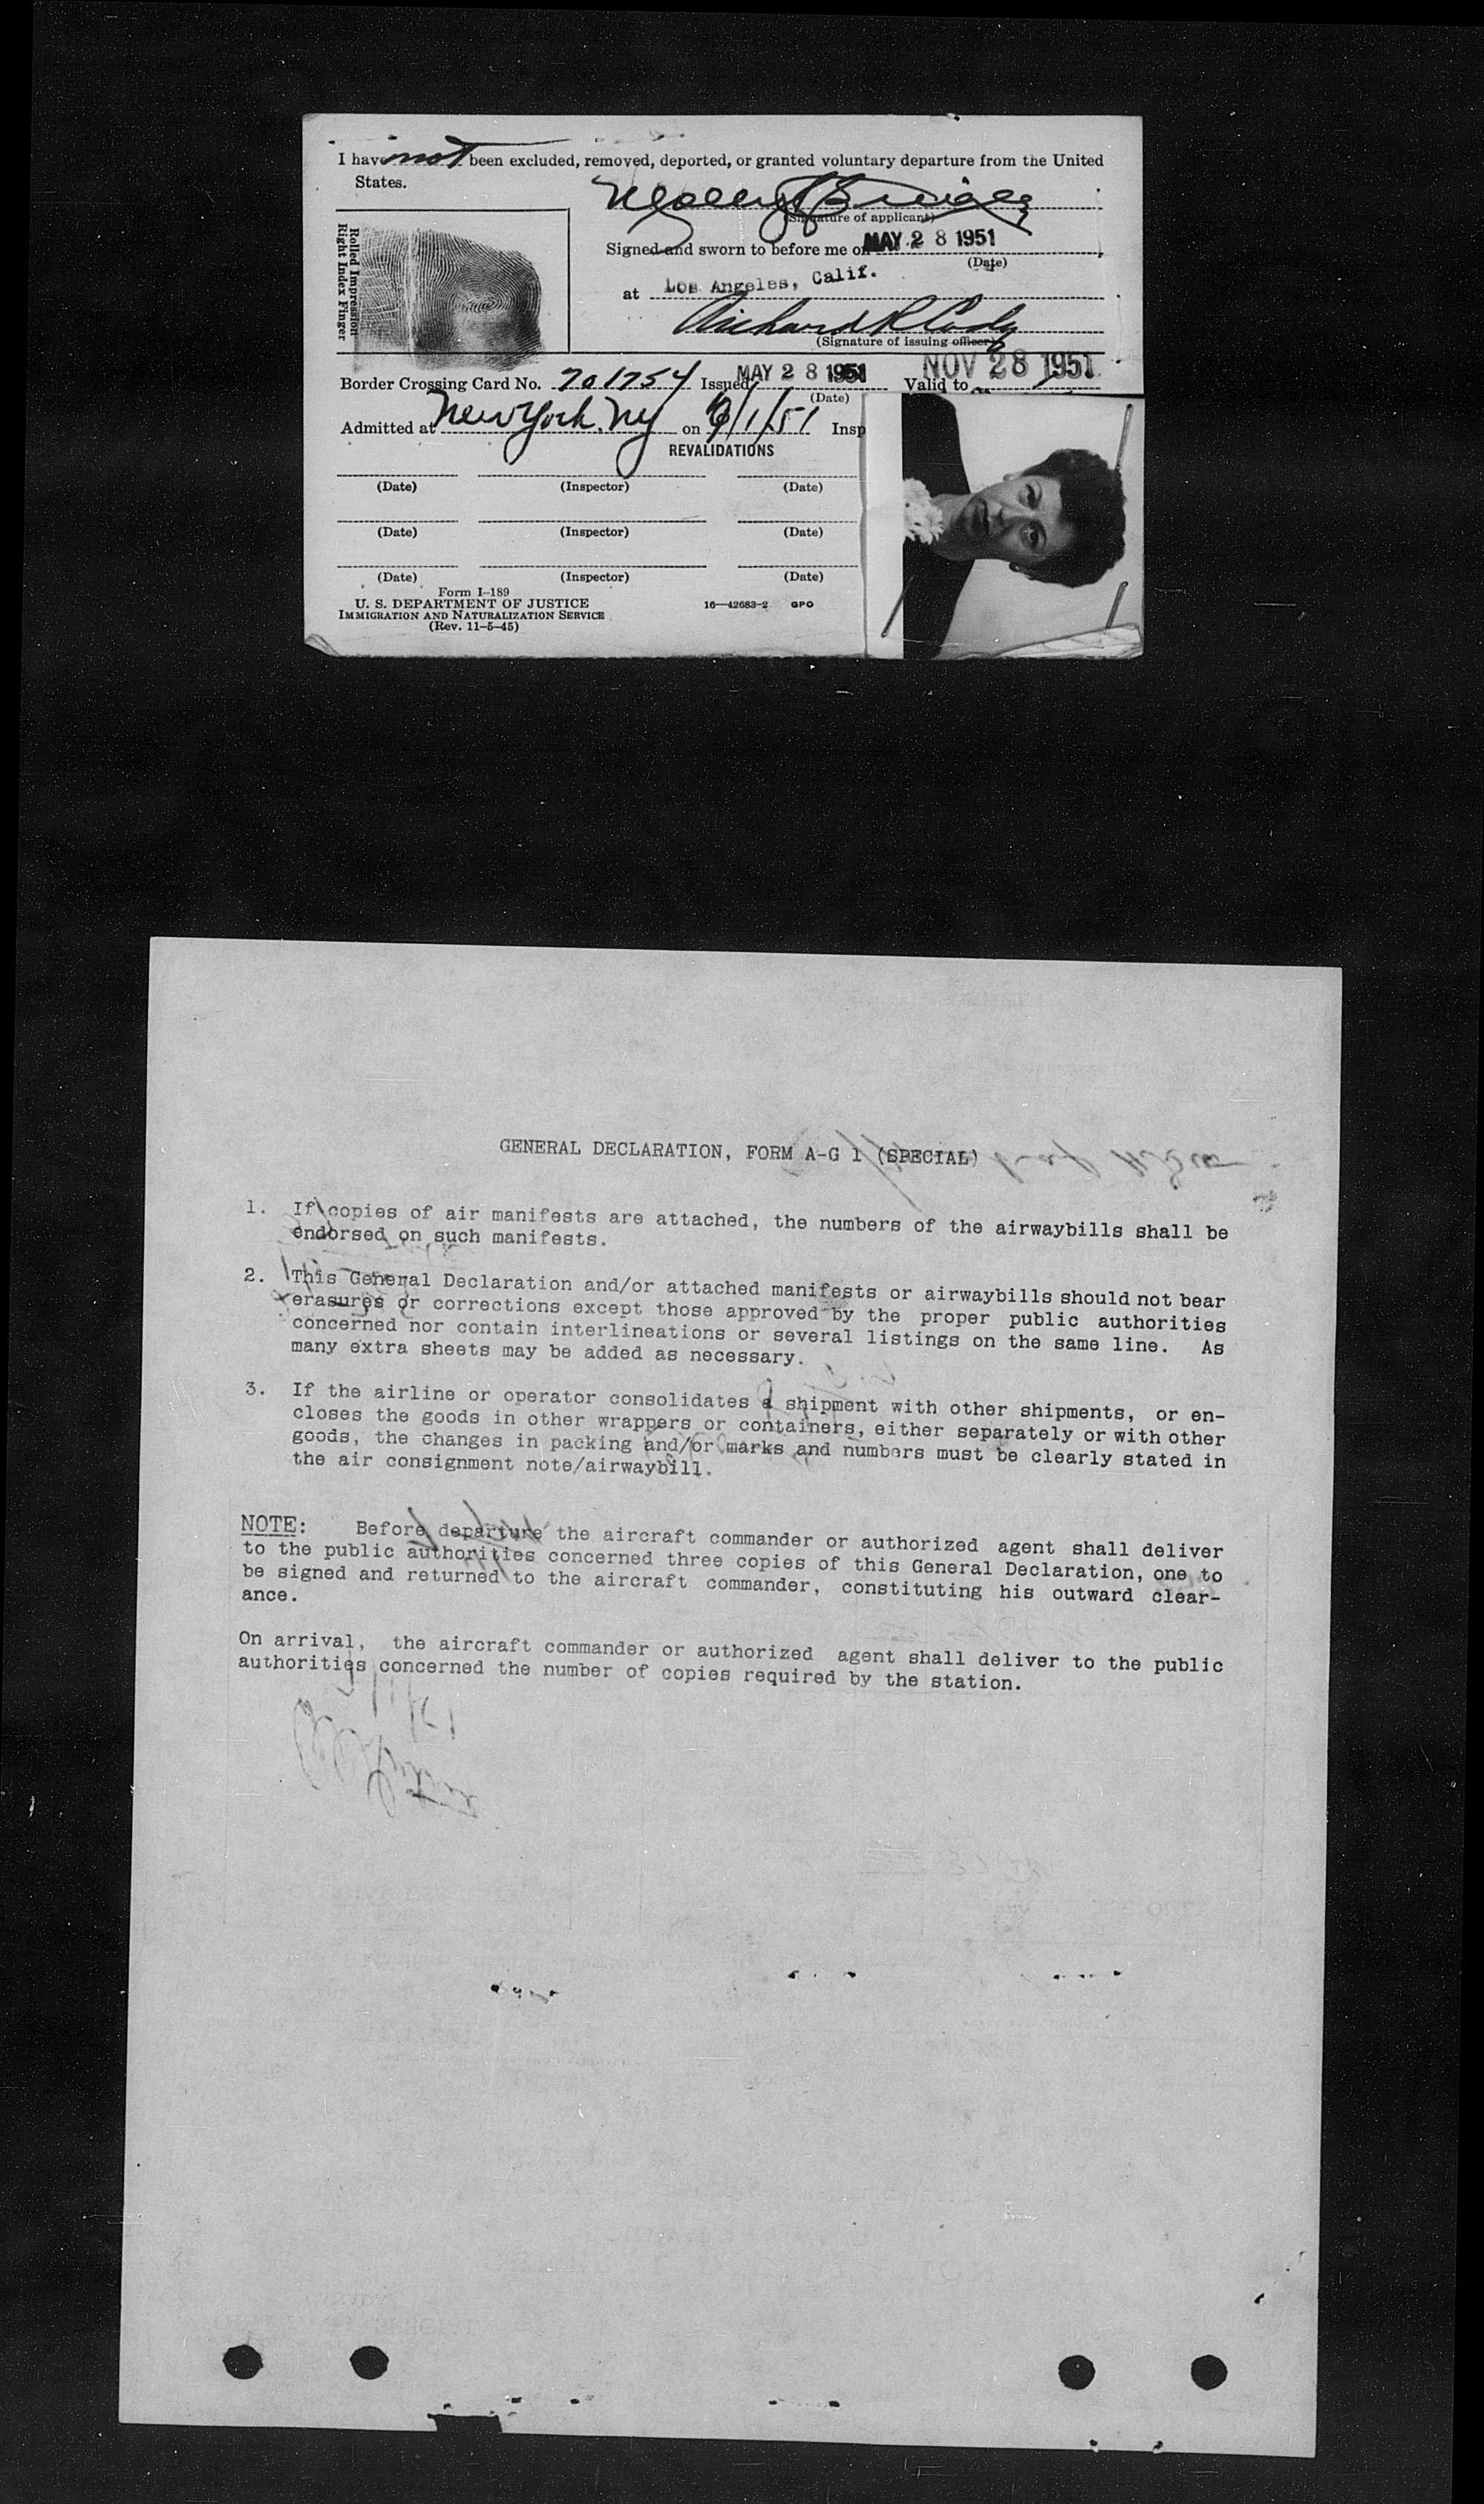 I have not been excluded, removed, deported, or granted voluntary departure from the United
States.
Molly
(Signature of applicant)
Signed and sworn to before me on MAY 28 1951
(Date)
at Los Angeles, Calif.
Richard R Cody
(Signature of issuing officer)
Rolled Impression
Right Index Finger
Border Crossing Card No. 701754 Issued MAY 28 1951 Valid to NOV 28 1951
(Date)
Admitted at New York, NY on 6/1/51 Insp
REVALIDATIONS
(Date) (Inspector) (Date)
(Date) (Inspector) (Date)
(Date) (Inspector) (Date)
Form I-189
U. S. DEPARTMENT OF JUSTICE 16—42683-2 GPO
IMMIGRATION AND NATURALIZATION SERVICE
(Rev. 11-5-45)
GENERAL DECLARATION, FORM A-G 1 (SPECIAL)
1. If copies of air manifests are attached, the numbers of the airwaybills shall be
endorsed on such manifests.
2. This General Declaration and/or attached manifests or airwaybills should not bear
erasures or corrections except those approved by the proper public authorities
concerned nor contain interlineations or several listings on the same line. As
many extra sheets may be added as necessary.
3. If the airline or operator consolidates a shipment with other shipments, or en-
closes the goods in other wrappers or containers, either separately or with other
goods, the changes in packing and/or marks and numbers must be clearly stated in
the air consignment note/airwaybill.
NOTE: Before departure the aircraft commander or authorized agent shall deliver
to the public authorities concerned three copies of this General Declaration, one to
be signed and returned to the aircraft commander, constituting his outward clear-
ance.
On arrival, the aircraft commander or authorized agent shall deliver to the public
authorities concerned the number of copies required by the station.